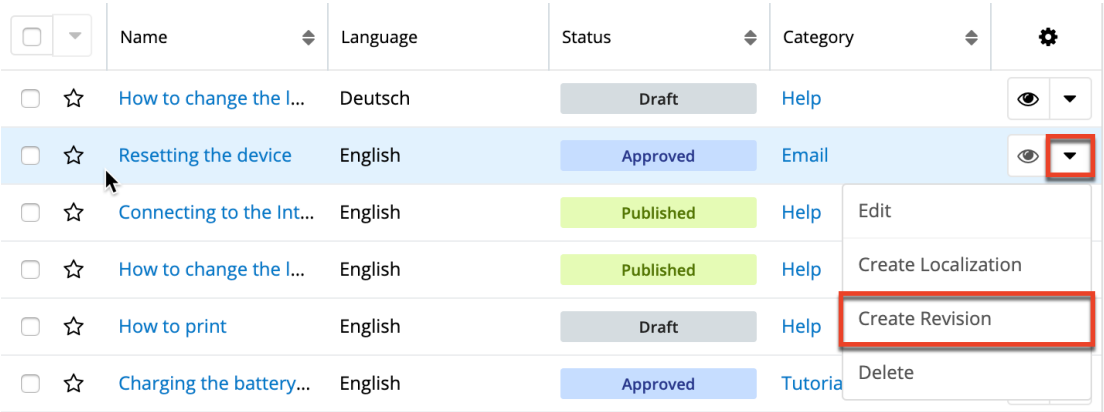 Name Language Status Category
How to change the l... Deutsch Draft Help
Resetting the device English Approved Email
Connecting to the Int... English Published Help
Edit
How to change the l... English Published Help
Create Localization
How to print English Draft Help
Create Revision
Charging the battery... English Approved Tutoria
Delete